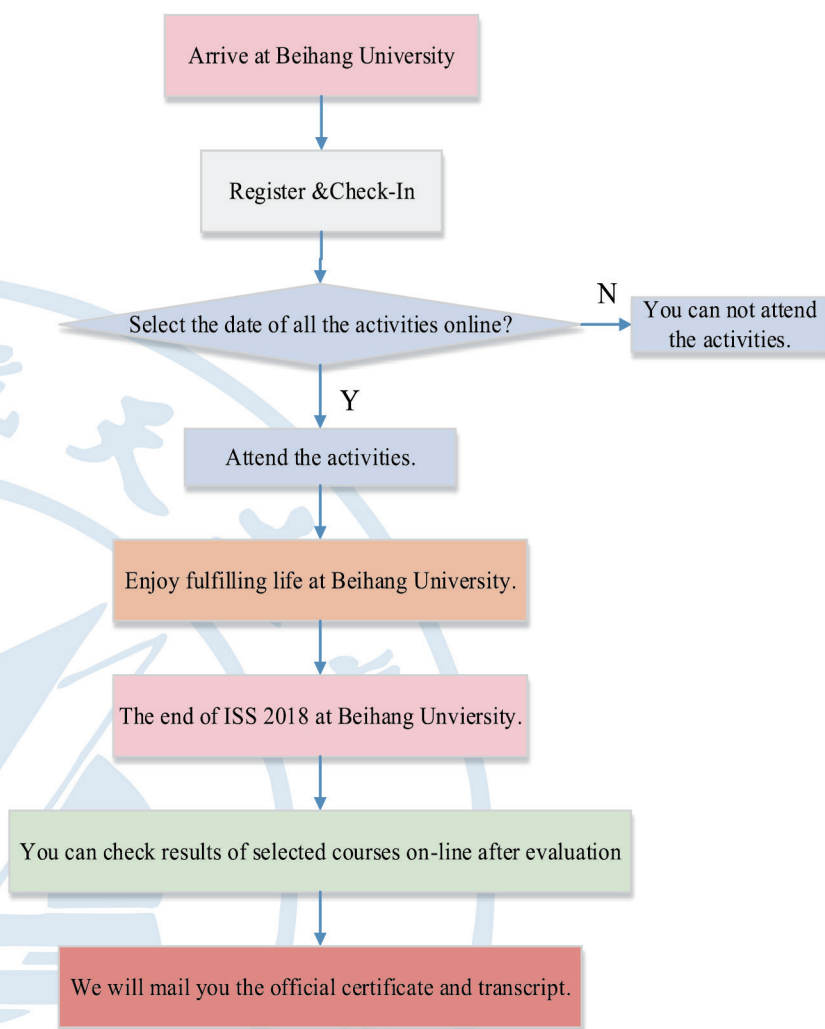 Arrive at Beihang University
Register &Check-In
Select the date of all the activities online?
N
You can not attend
the activities.
Y
Attend the activities.
Enjoy fulfilling life at Beihang University.
The end of ISS 2018 at Beihang Unviersity.
You can check results of selected courses on-line after evaluation
We will mail you the official certificate and transcript.